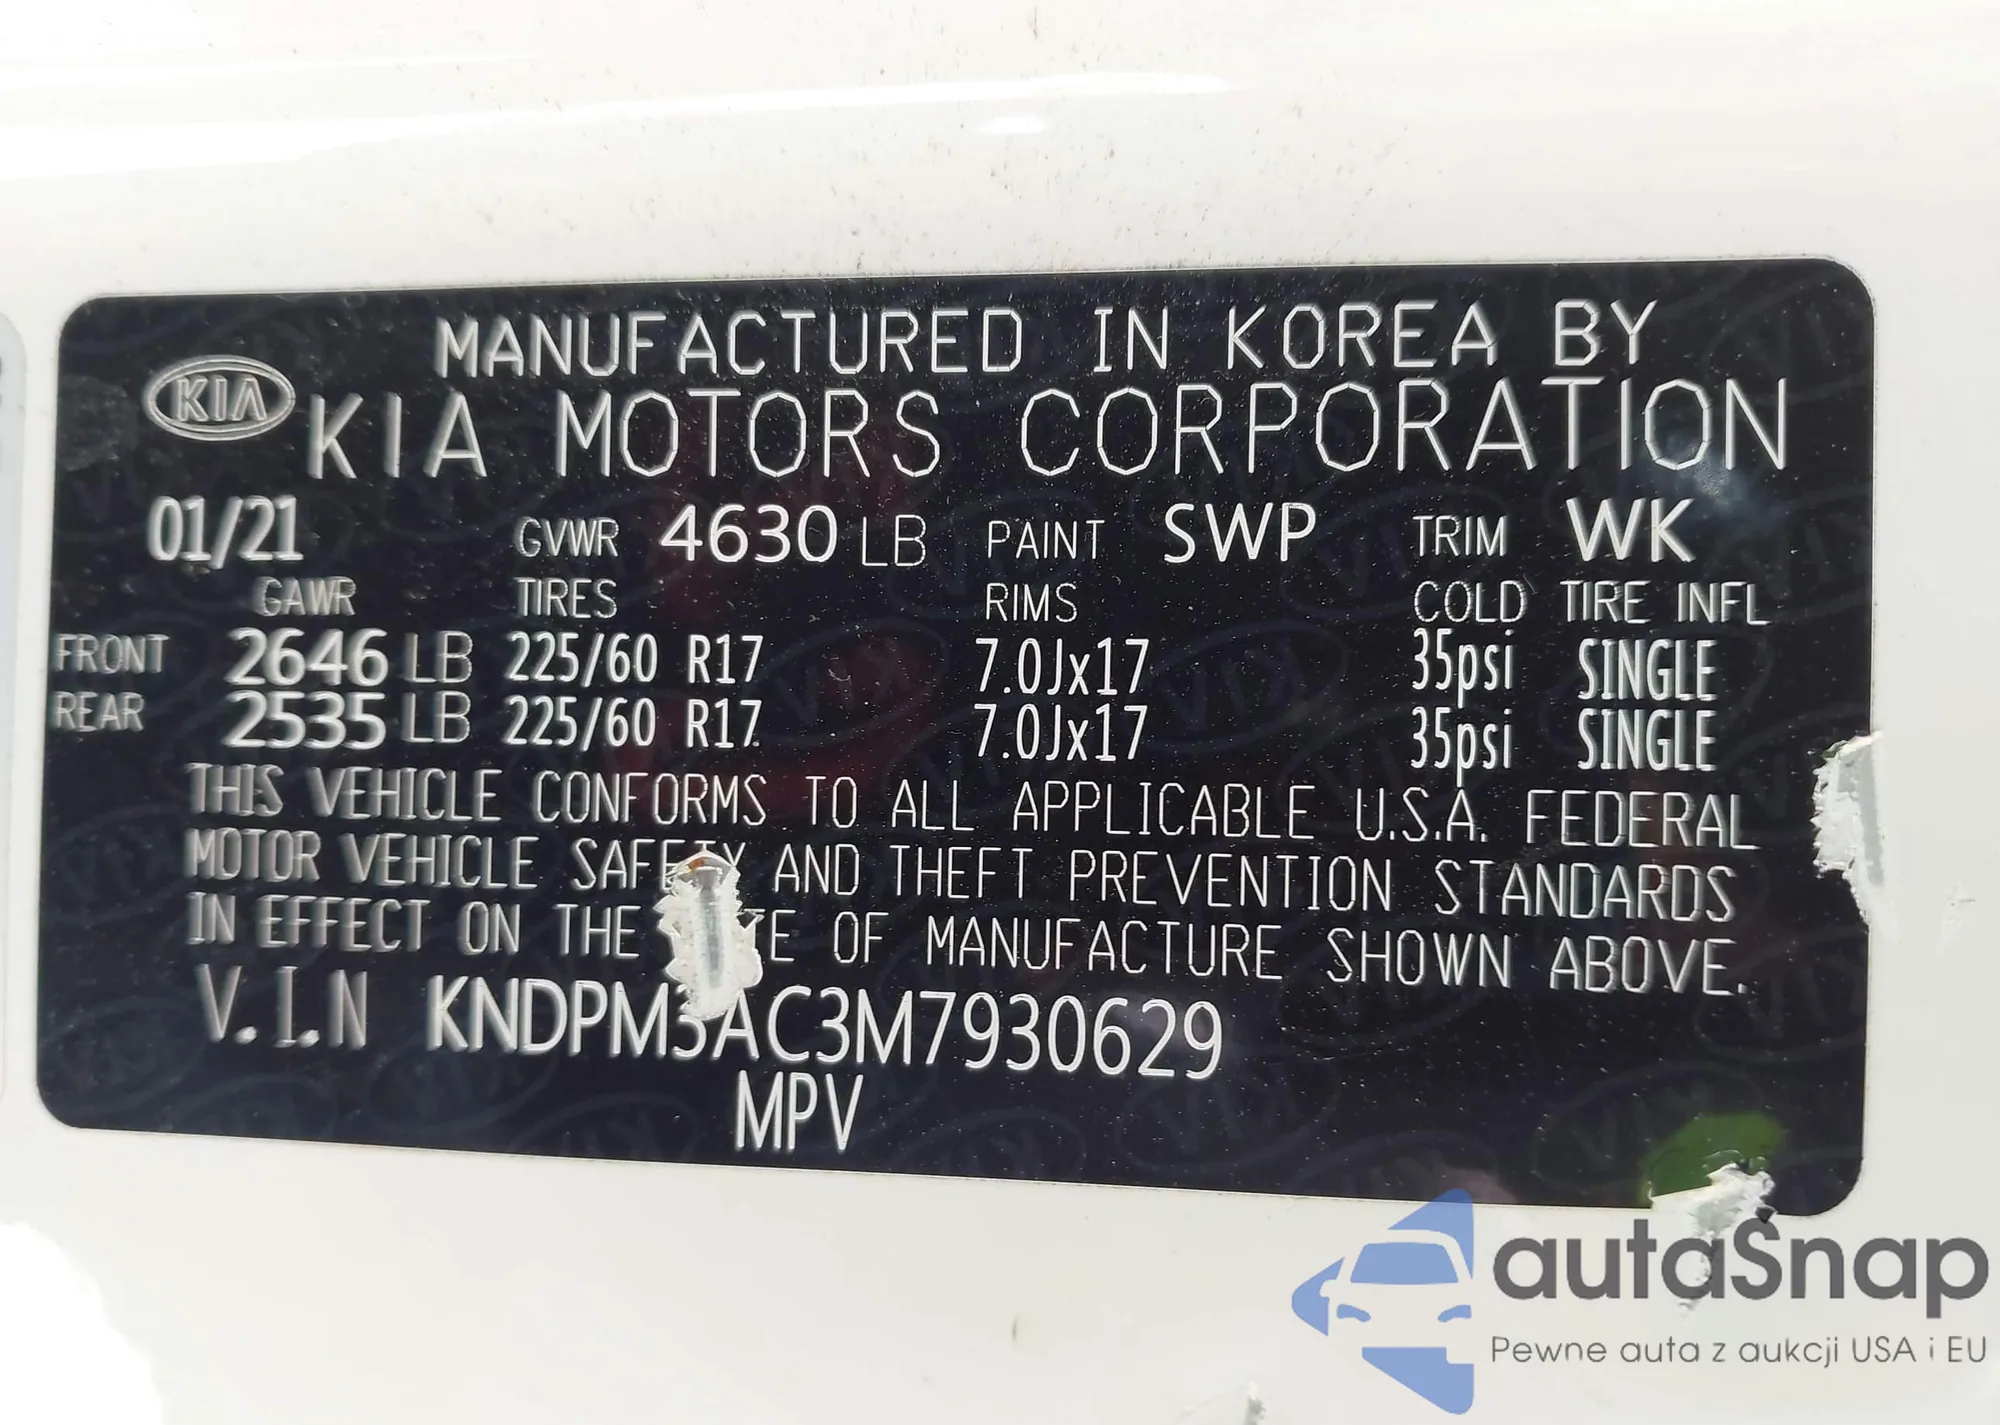 MANUFACTURED IN KOREA BY
KIA KIA MOTORS CORPORATION
01/21 GVWR 4630 LB PAINT SWP TRIM WK
GAWR TIRES RIMS COLD TIRE INFL
FRONT 2646 LB 225/60 R17 7.0Jx17 35psi SINGLE
REAR 2535 LB 225/60 R17 7.0Jx17 35psi SINGLE
THIS VEHICLE CONFORMS TO ALL APPLICABLE U.S.A. FEDERAL
MOTOR VEHICLE SAFETY AND THEFT PREVENTION STANDARDS
IN EFFECT ON THE OF MANUFACTURE SHOWN ABOVE.
V.I.N KNDPM3AC3M7930629
MPV
autaSnap
Pewne auta z aukcji USA i EU